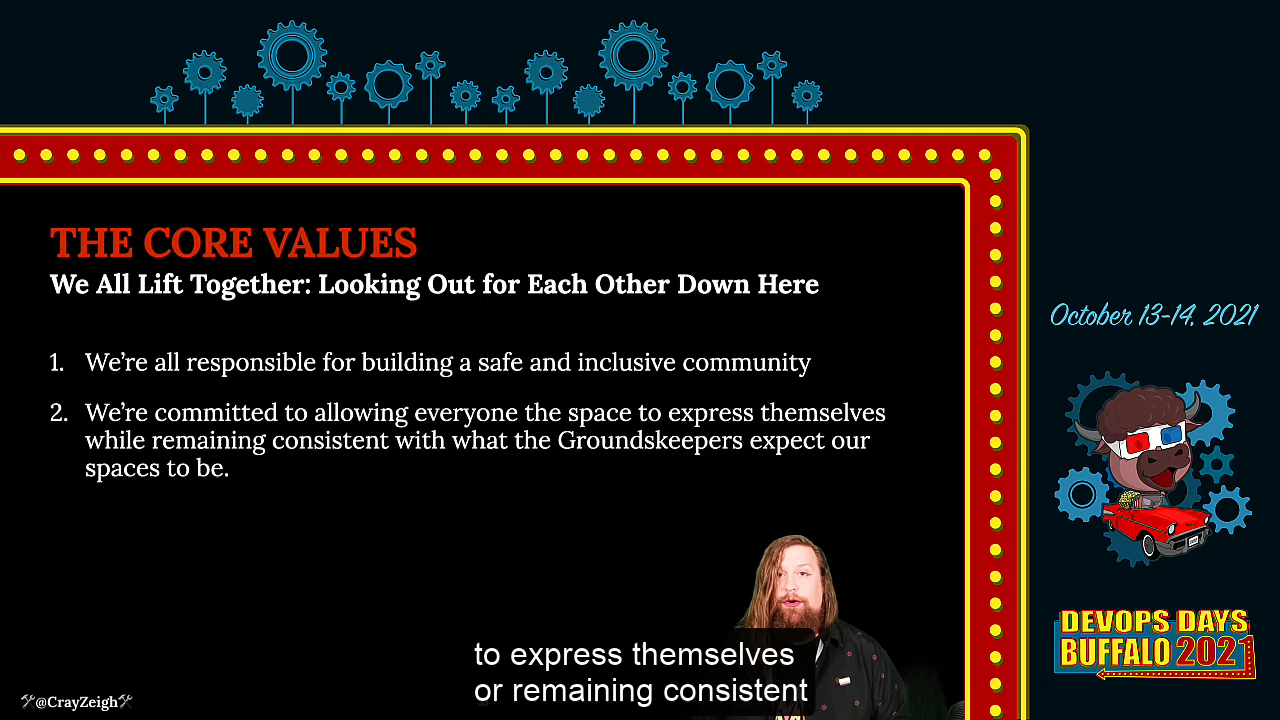 THE CORE VALUES
We All Lift Together: Looking Out for Each Other Down Here
1. We’re all responsible for building a safe and inclusive community
2. We’re committed to allowing everyone the space to express themselves
while remaining consistent with what the Groundskeepers expect our
spaces to be.
to express themselves
or remaining consistent
⚒@CrayZeigh⚒
October 13-14, 2021
DEVOPS DAYS
BUFFALO 2021